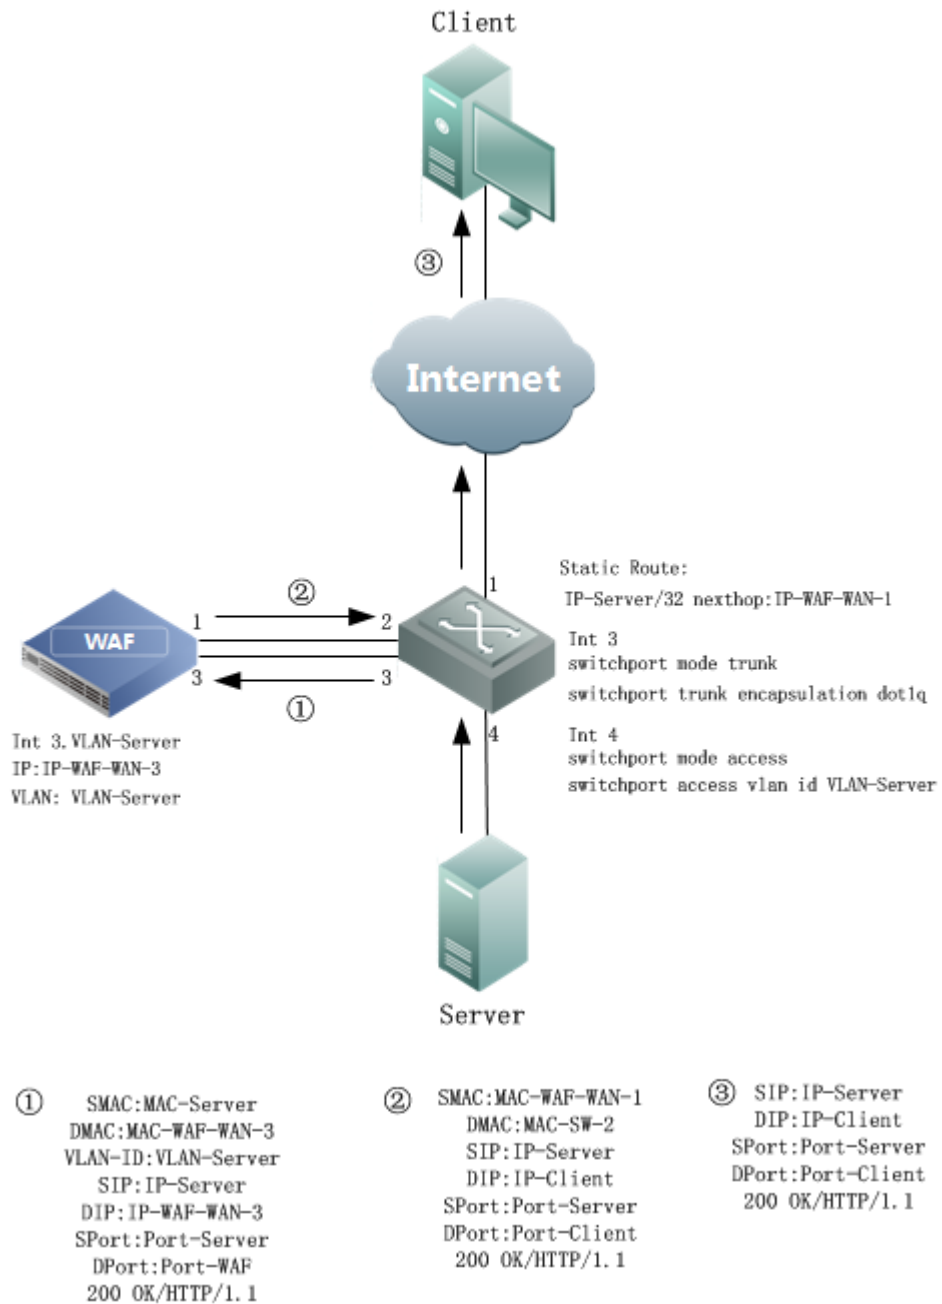 Client
③
Internet
Static Route:
IP-Server/32 nexthop:IP-WAF-WAN-1
1
②
1
2
WAF
Int 3
switchport mode trunk
switchport trunk encapsulation dot1q
3
3
①
4
Int 4
switchport mode access
switchport access vlan id VLAN-Server
Int 3.VLAN-Server
IP:IP-WAF-WAN-3
VLAN: VLAN-Server
Server
①
SMAC:MAC-Server
DMAC:MAC-WAF-WAN-3
VLAN-ID:VLAN-Server
SIP:IP-Server
DIP:IP-WAF-WAN-3
SPort:Port-Server
DPort:Port-WAF
200 OK/HTTP/1.1
②
SMAC:MAC-WAF-WAN-1
DMAC:MAC-SW-2
SIP:IP-Server
DIP:IP-Client
SPort:Port-Server
DPort:Port-Client
200 OK/HTTP/1.1
③
SIP:IP-Server
DIP:IP-Client
SPort:Port-Server
DPort:Port-Client
200 OK/HTTP/1.1